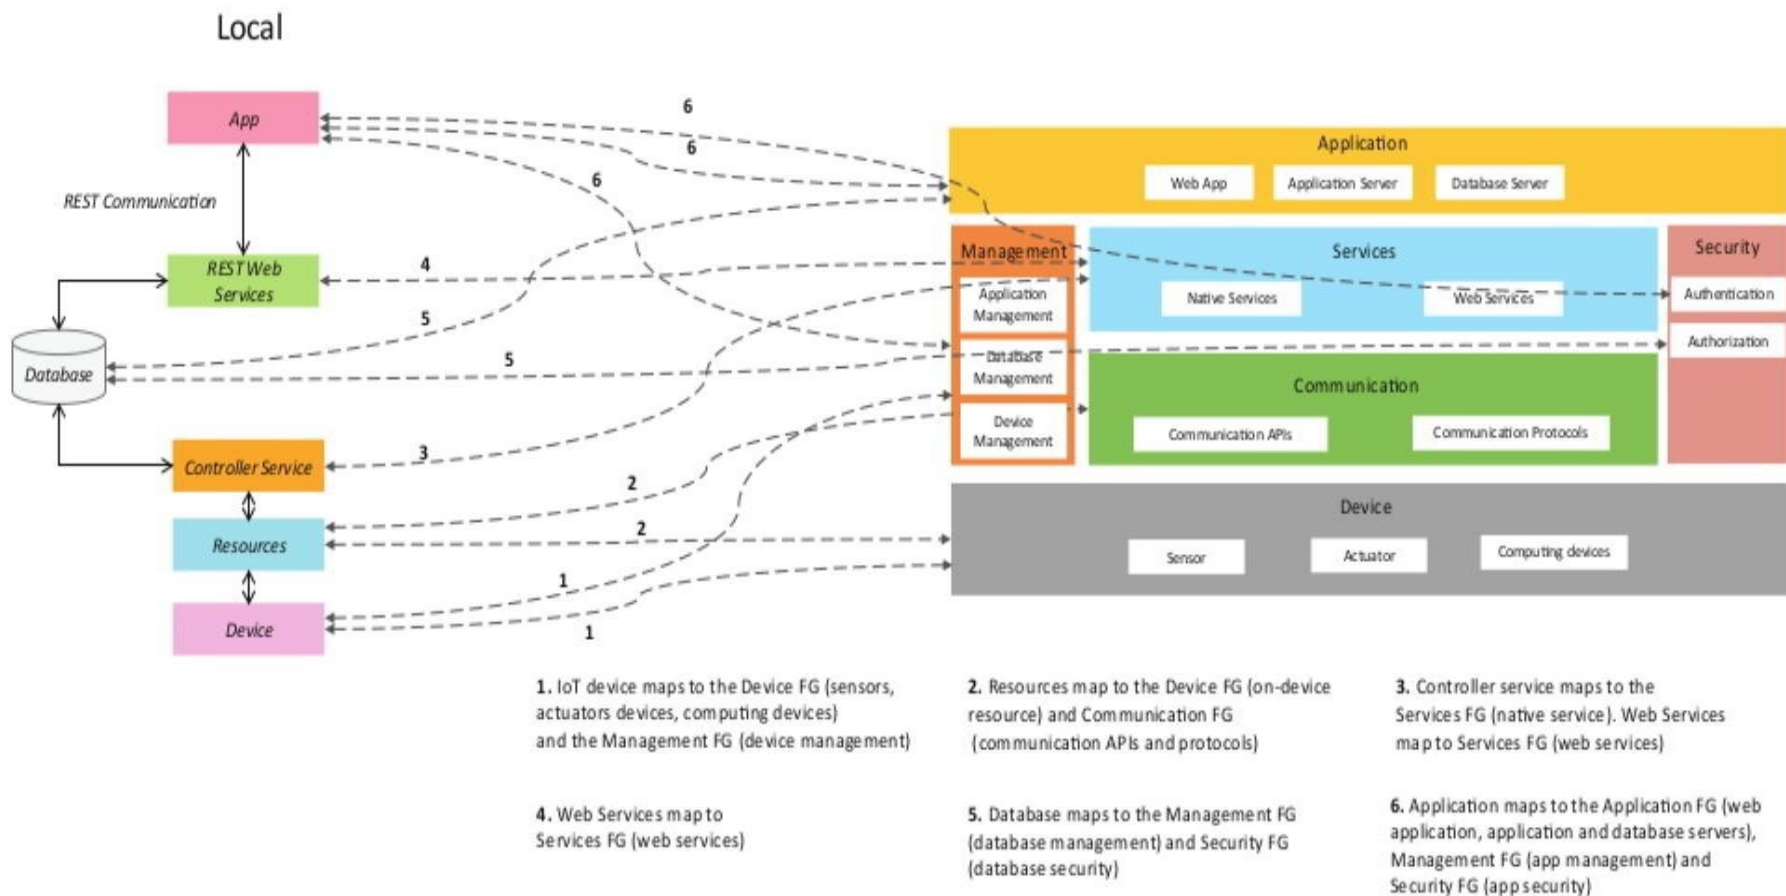 Local
App
REST Communication
REST Web
Services
Database
Controller Service
Resources
Device
6
6
6
4
5
5
3
2
2
1
1
Application
Web App
Application Server
Database Server
Management
Application
Management
Database
Management
Device
Management
Services
Native Services
Web Services
Security
Authentication
Authorization
Communication
Communication APIs
Communication Protocols
Device
Sensor
Actuator
Computing devices
1. IoT device maps to the Device FG (sensors,
actuators devices, computing devices)
and the Management FG (device management)
2. Resources map to the Device FG (on-device
resource) and Communication FG
(communication APIs and protocols)
3. Controller service maps to the
Services FG (native service). Web Services
map to Services FG (web services)
4. Web Services map to
Services FG (web services)
5. Database maps to the Management FG
(database management) and Security FG
(database security)
6. Application maps to the Application FG (web
application, application and database servers),
Management FG (app management) and
Security FG (app security)